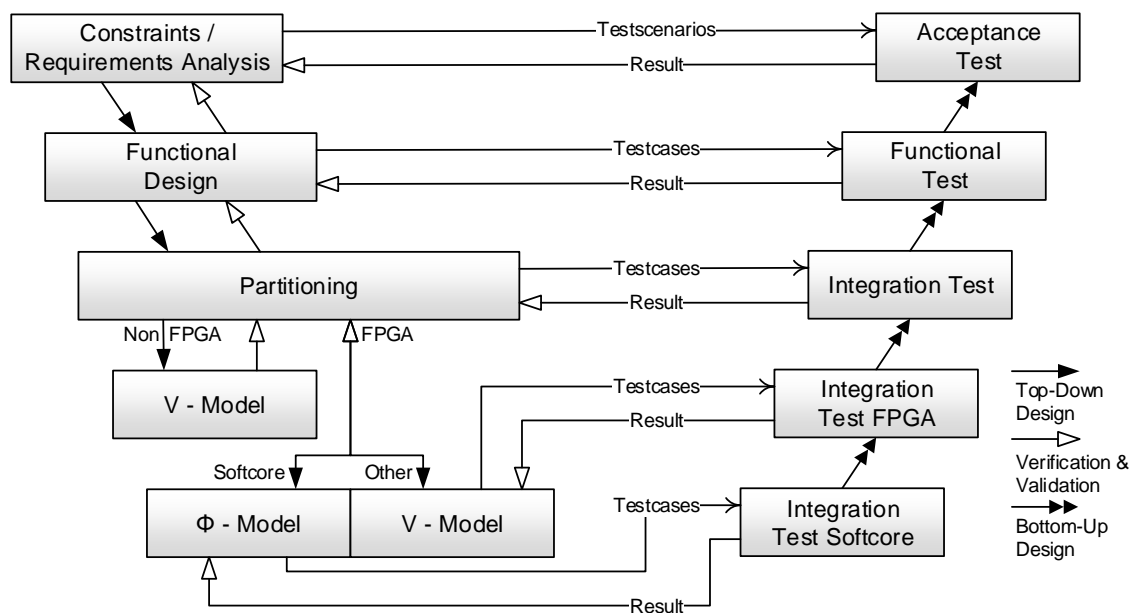 Constraints /
Requirements Analysis
Testscenarios
Result
Acceptance
Test
Functional
Design
Testcases
Result
Functional
Test
Partitioning
Testcases
Result
Integration Test
Non FPGA
FPGA
V - Model
Testcases
Result
Integration
Test FPGA
Top-Down
Design
Softcore
Other
Verification &
Validation
Φ - Model
V - Model
Testcases
Integration
Test Softcore
Bottom-Up
Design
Result